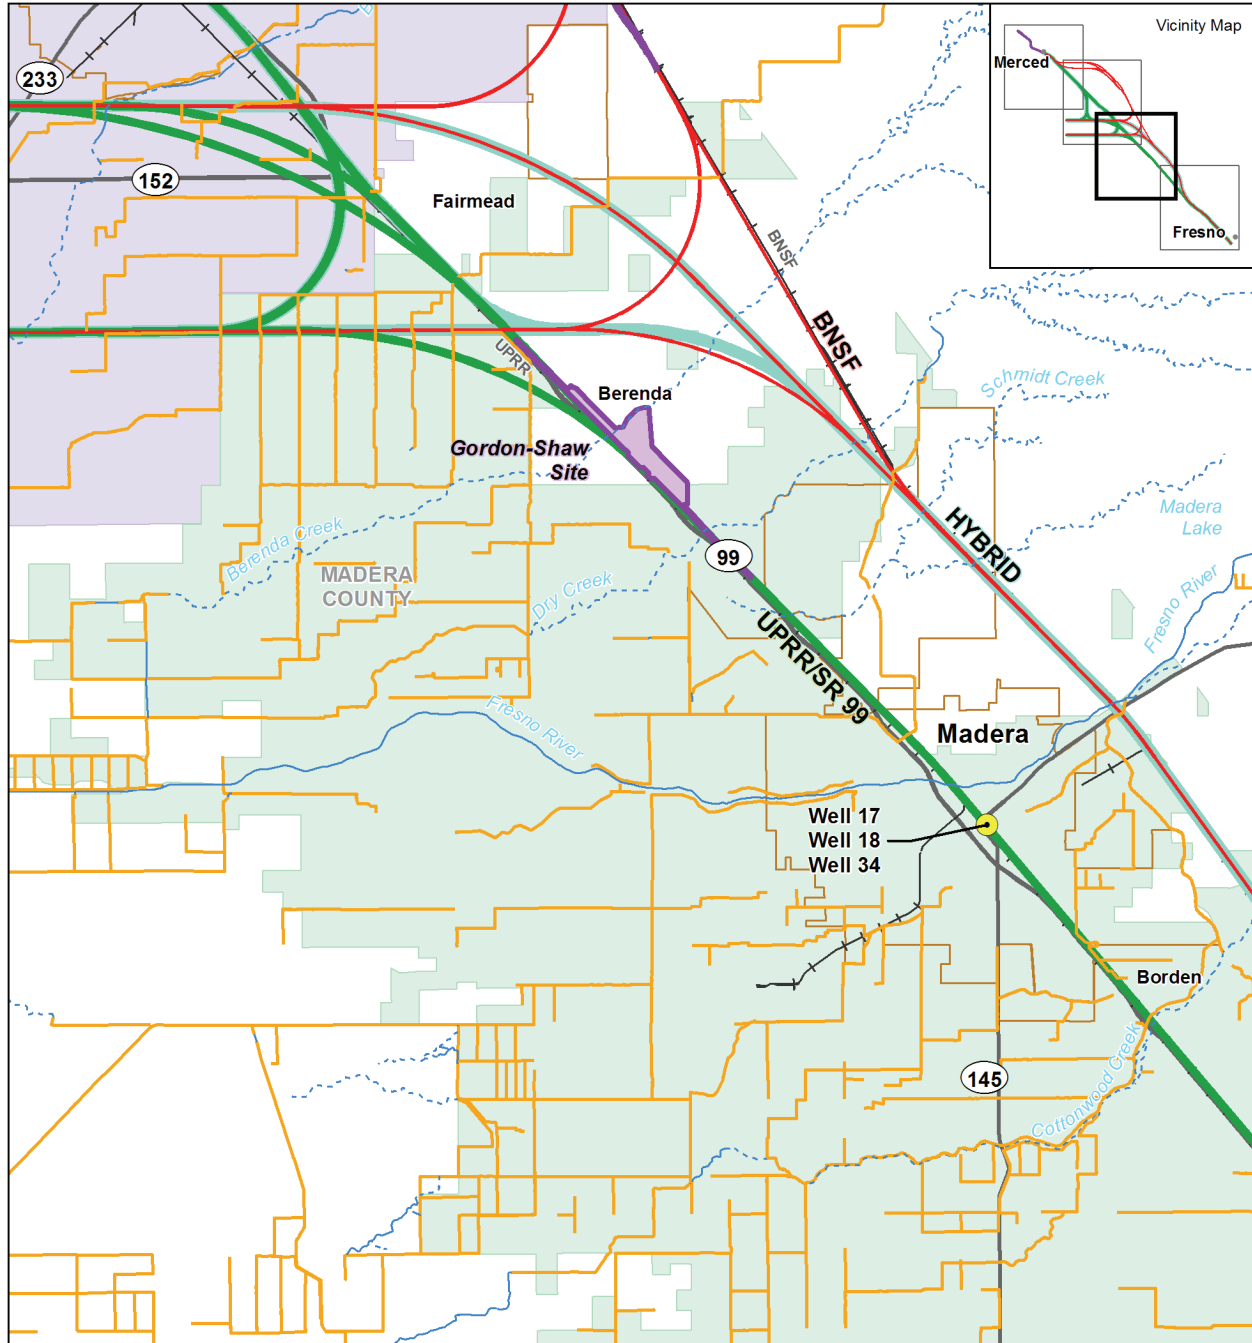 Vicinity Map
Merced
Fresno
233
152
Fairmead
BNSF
BNSF
UPRR
Berenda
Gordon-Shaw
Site
Schmidt Creek
Madera
Lake
HYBRID
99
Berenda Creek
MADERA
COUNTY
Dry Creek
Fresno River
UPRR/SR 99
Fresno River
Madera
Well 17
Well 18
Well 34
Borden
145
Cottonwood Creek